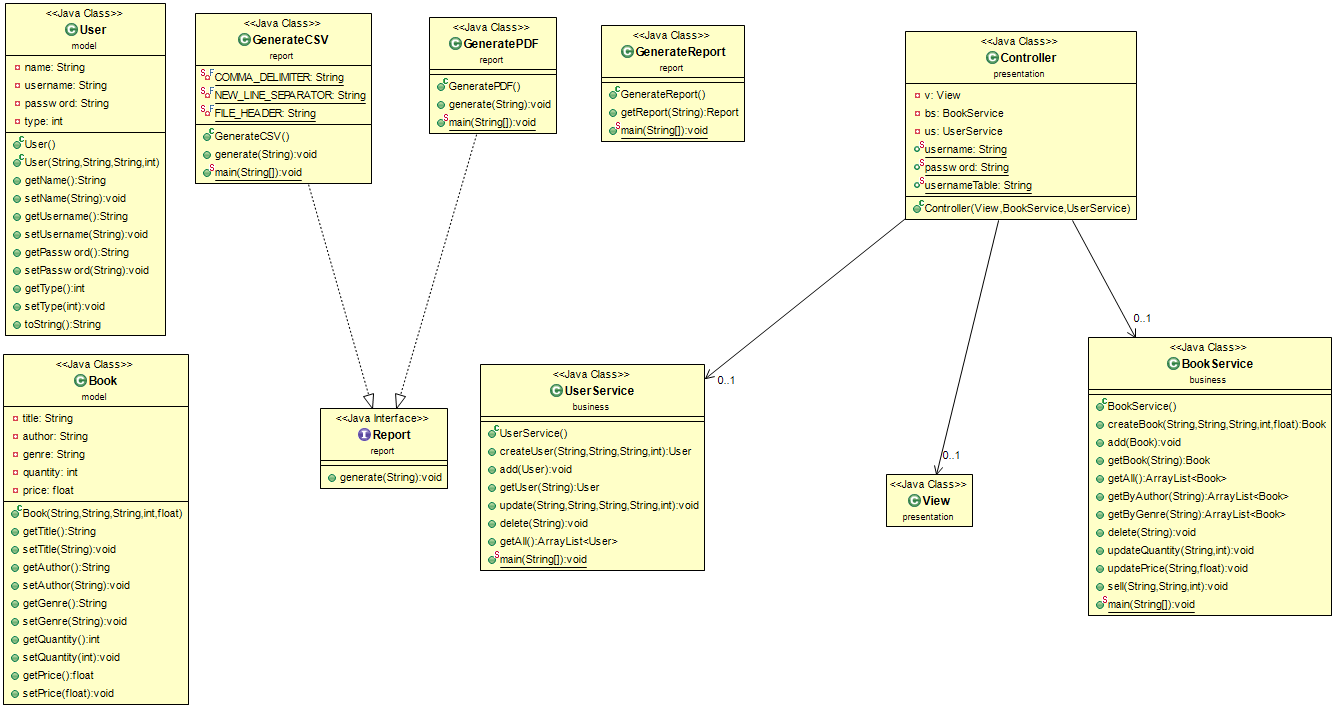 <<Java Class>>
User
model
name: String
username: String
password: String
type: int
User()
User(String,String,String,int)
getName():String
setName(String):void
getUsername():String
setUsername(String):void
getPassword():String
setPassword(String):void
getType():int
setType(int):void
toString():String
<<Java Class>>
GenerateCSV
report
COMMA_DELIMITER: String
NEW_LINE_SEPARATOR: String
FILE_HEADER: String
GenerateCSV()
generate(String):void
main(String[]):void
<<Java Class>>
GeneratePDF
report
GeneratePDF()
generate(String):void
main(String[]):void
<<Java Class>>
GenerateReport
report
GenerateReport()
getReport(String):Report
main(String[]):void
<<Java Class>>
Controller
presentation
v: View
bs: BookService
us: UserService
username: String
password: String
usernameTable: String
Controller(View,BookService,UserService)
<<Java Class>>
Book
model
title: String
author: String
genre: String
quantity: int
price: float
Book(String,String,String,int,float)
getTitle():String
setTitle(String):void
getAuthor():String
setAuthor(String):void
getGenre():String
setGenre(String):void
getQuantity():int
setQuantity(int):void
getPrice():float
setPrice(float):void
<<Java Interface>>
Report
report
generate(String):void
0..1
<<Java Class>>
UserService
business
UserService()
createUser(String,String,String,int):User
add(User):void
getUser(String):User
update(String,String,String,String,int):void
delete(String):void
getAll():ArrayList<User>
main(String[]):void
0..1
<<Java Class>>
View
presentation
0..1
<<Java Class>>
BookService
business
BookService()
createBook(String,String,String,int,float):Book
add(Book):void
getBook(String):Book
getAll():ArrayList<Book>
getByAuthor(String):ArrayList<Book>
getByGenre(String):ArrayList<Book>
delete(String):void
updateQuantity(String,int):void
updatePrice(String,float):void
sell(String,String,int):void
main(String[]):void